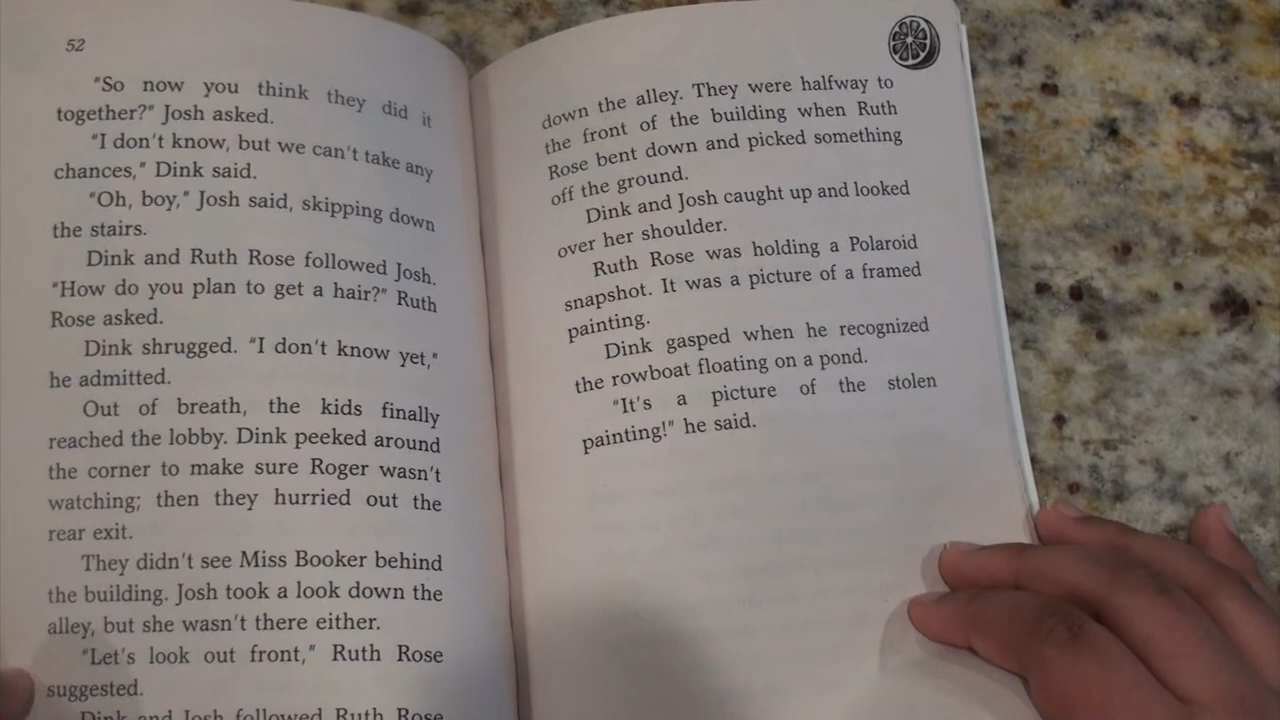 52
"So now you think they did it
together?" Josh asked.
"I don't know, but we can't take any
chances," Dink said.
"Oh, boy," Josh said, skipping down
the stairs.
Dink and Ruth Rose followed Josh.
"How do you plan to get a hair?" Ruth
Rose asked.
Dink shrugged. "I don't know yet,"
he admitted.
Out of breath, the kids finally
reached the lobby. Dink peeked around
the corner to make sure Roger wasn't
watching; then they hurried out the
rear exit.
They didn't see Miss Booker behind
the building. Josh took a look down the
alley, but she wasn't there either.
"Let's look out front," Ruth Rose
suggested.
Dink and Josh followed Ruth Rose
down the alley. They were halfway to
the front of the building when Ruth
Rose bent down and picked something
off the ground.
Dink and Josh caught up and looked
over her shoulder.
Ruth Rose was holding a Polaroid
snapshot. It was a picture of a framed
painting.
Dink gasped when he recognized
the rowboat floating on a pond.
"It's a picture of the stolen
painting!" he said.